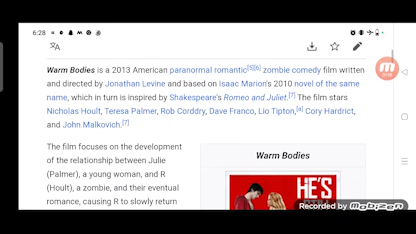 6:28
Warm Bodies is a 2013 American paranormal romantic[5][6] zombie comedy film written
and directed by Jonathan Levine and based on Isaac Marion's 2010 novel of the same
name, which in turn is inspired by Shakespeare's Romeo and Juliet.[7] The film stars
Nicholas Hoult, Teresa Palmer, Rob Corddry, Dave Franco, Lio Tipton,[a] Cory Hardrict,
and John Malkovich.[7]
The film focuses on the development
of the relationship between Julie
(Palmer), a young woman, and R
(Hoult), a zombie, and their eventual
romance, causing R to slowly return
Warm Bodies
HE'S
Recorded by MOBIZEN